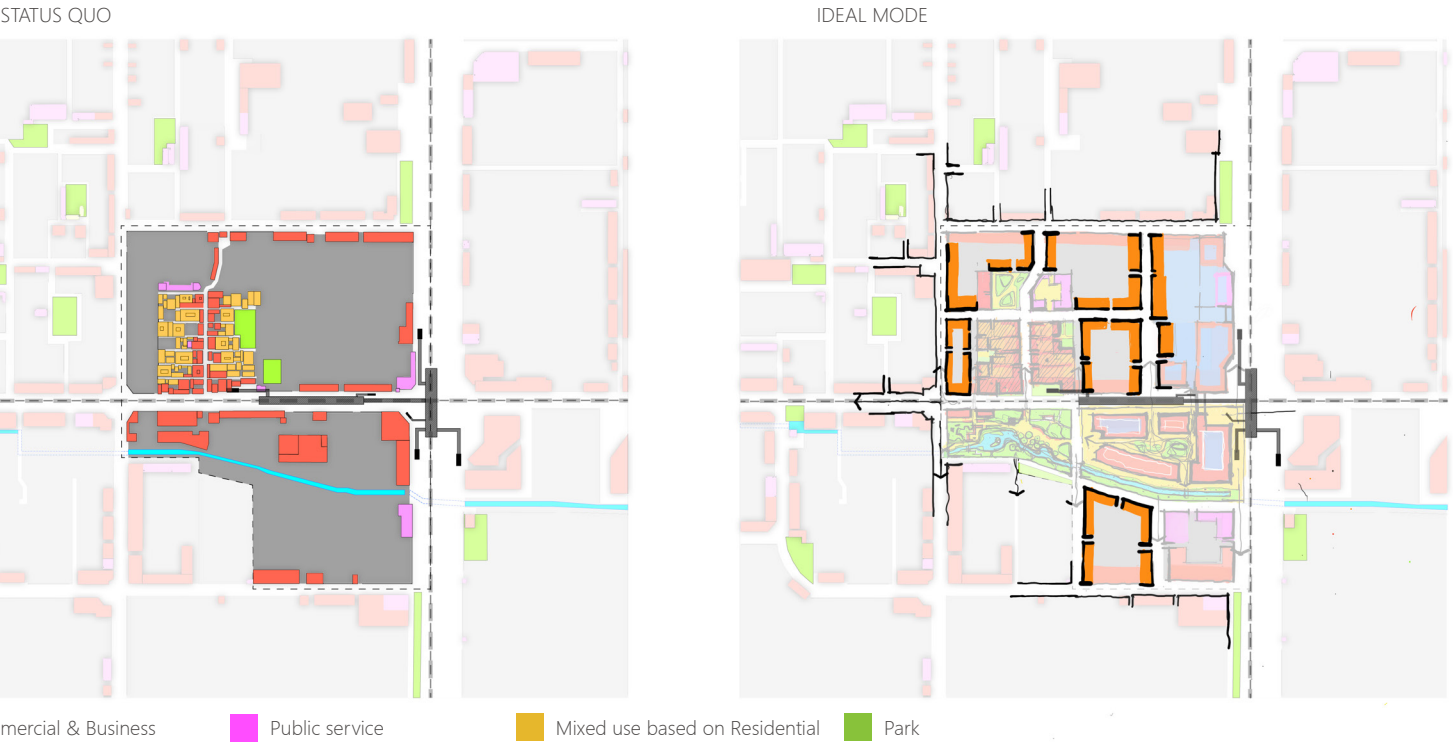 STATUS QUO
IDEAL MODE
mercial & Business
Public service
Mixed use based on Residential
Park